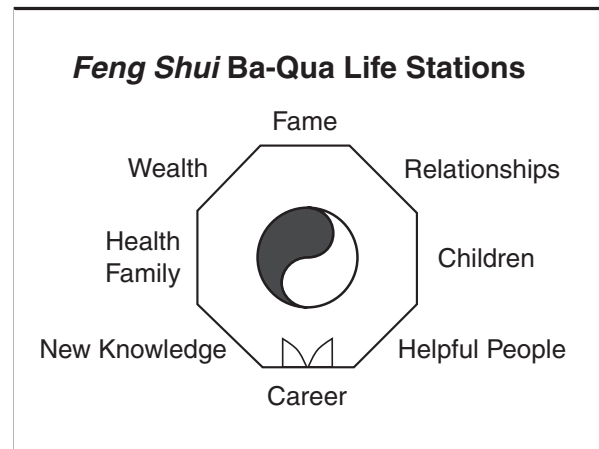 Feng Shui Ba-Qua Life Stations
Fame
Wealth
Relationships
Health
Family
Children
New Knowledge
Helpful People
Career